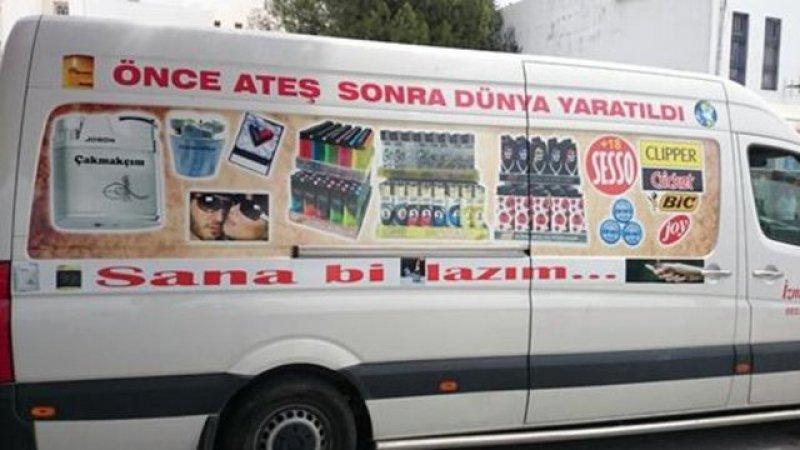 ÖNCE ATEŞ SONRA DÜNYA YARATILDI
Çakmakçım
+18
SESSO
CLIPPER
Cricket
BIC
joy
Sana bi lazım...